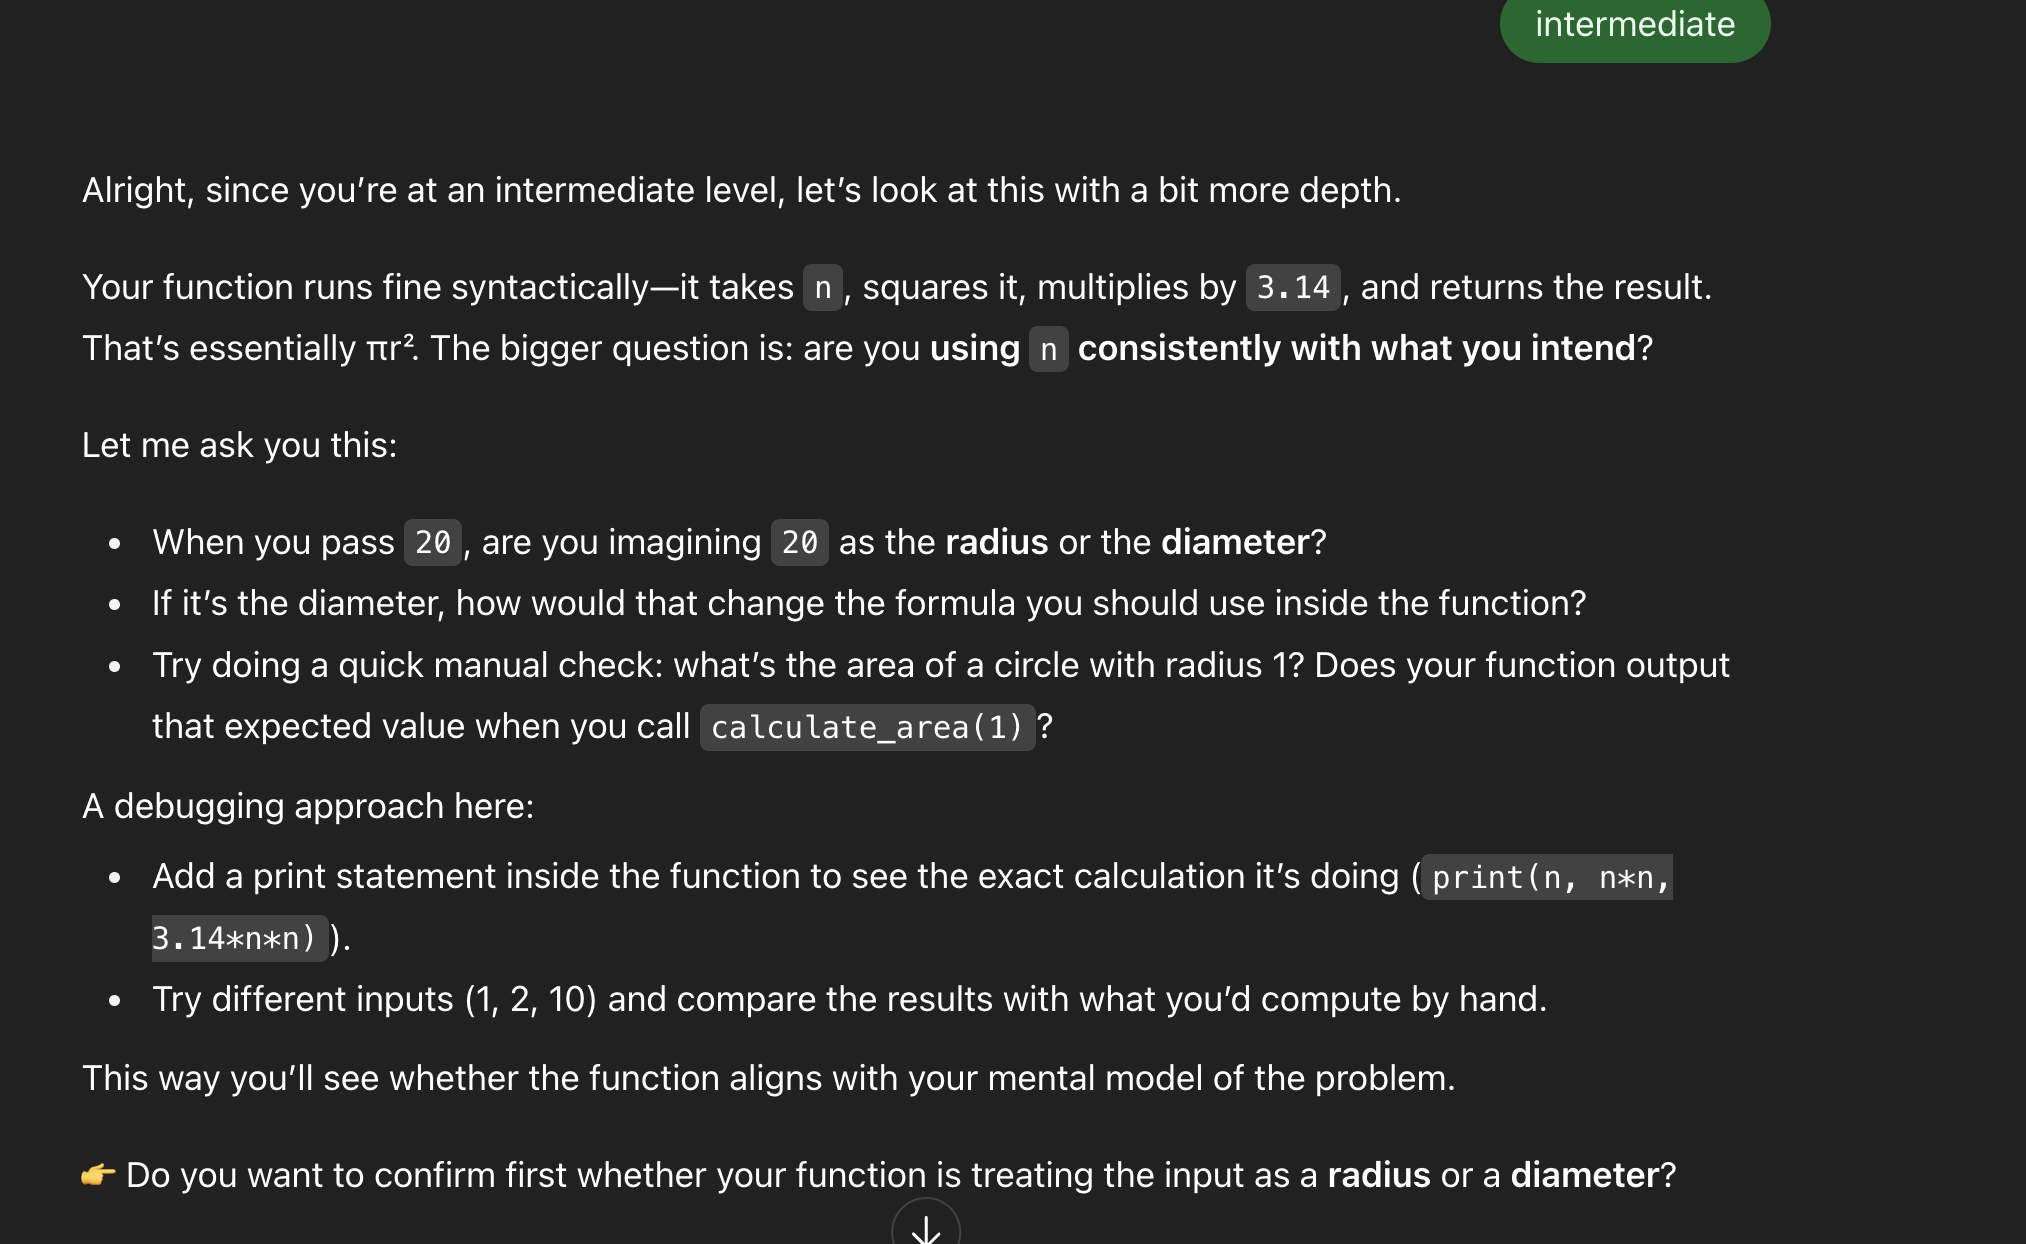 intermediate
Alright, since you’re at an intermediate level, let’s look at this with a bit more depth.
Your function runs fine syntactically—it takes n, squares it, multiplies by 3.14, and returns the result.
That’s essentially πr². The bigger question is: are you using n consistently with what you intend?
Let me ask you this:
• When you pass 20, are you imagining 20 as the radius or the diameter?
• If it’s the diameter, how would that change the formula you should use inside the function?
• Try doing a quick manual check: what’s the area of a circle with radius 1? Does your function output
that expected value when you call calculate_area(1)?
A debugging approach here:
• Add a print statement inside the function to see the exact calculation it’s doing (print(n, n*n,
3.14*n*n)).
• Try different inputs (1, 2, 10) and compare the results with what you’d compute by hand.
This way you’ll see whether the function aligns with your mental model of the problem.
👉 Do you want to confirm first whether your function is treating the input as a radius or a diameter?